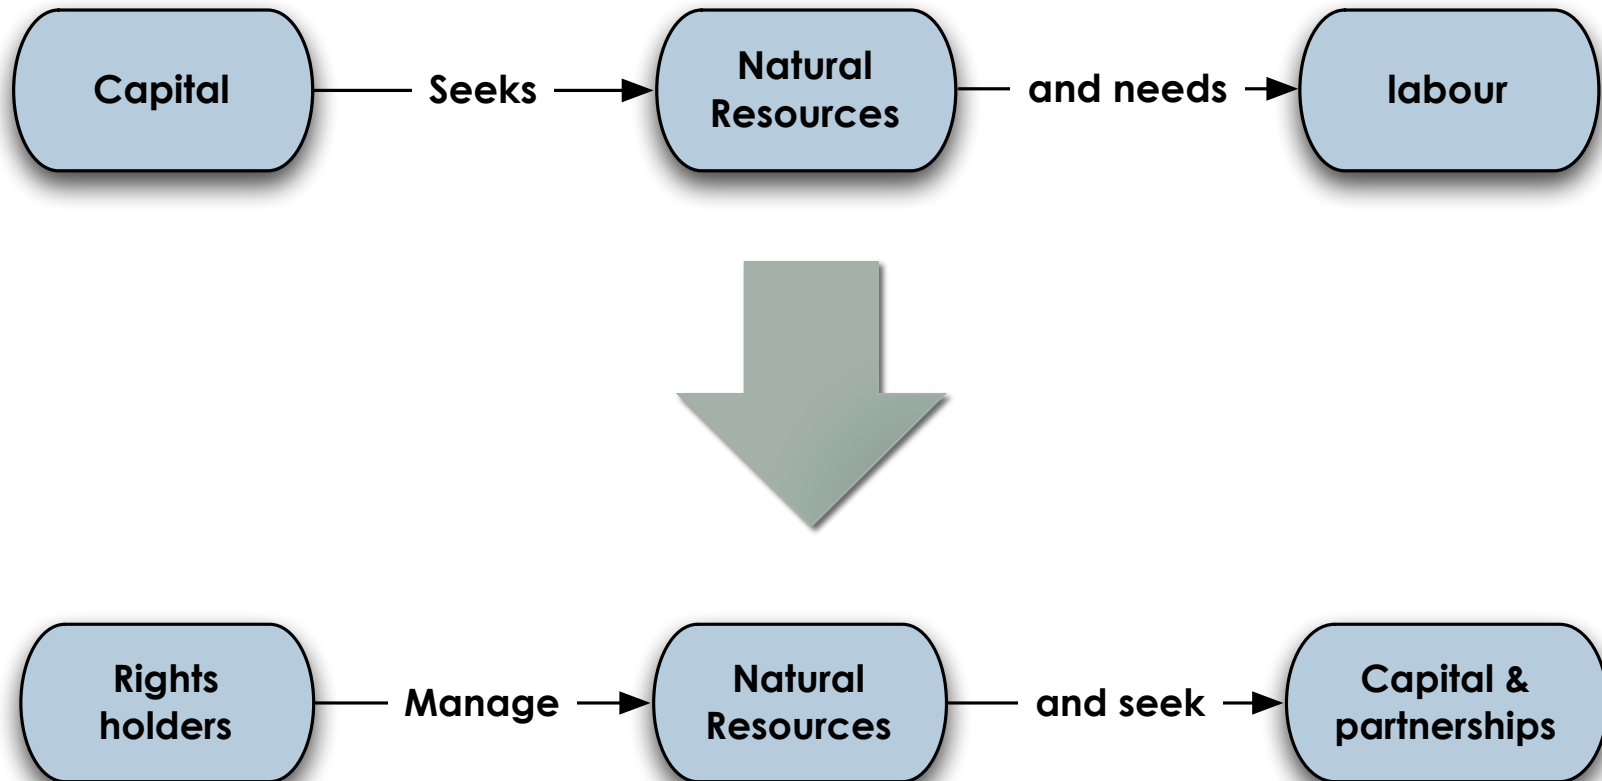 Capital
Seeks
Natural
Resources
and needs
labour
Rights
holders
Manage
Natural
Resources
and seek
Capital &
partnerships